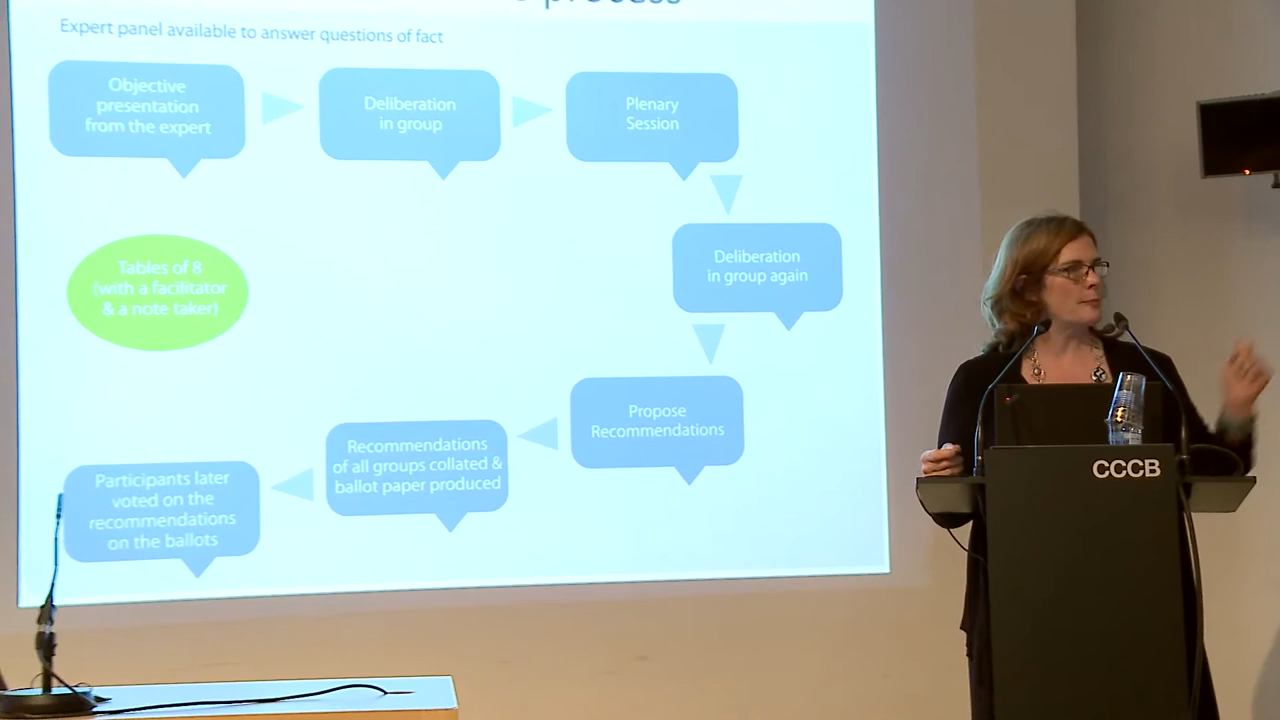 process
Expert panel available to answer questions of fact
Objective
presentation
from the expert
Deliberation
in group
Plenary
Session
Deliberation
in group again
Tables of 8
(with a facilitator
& a note taker)
Propose
Recommendations
Recommendations
of all groups collated &
ballot paper produced
Participants later
voted on the
recommendations
on the ballots
CCCB